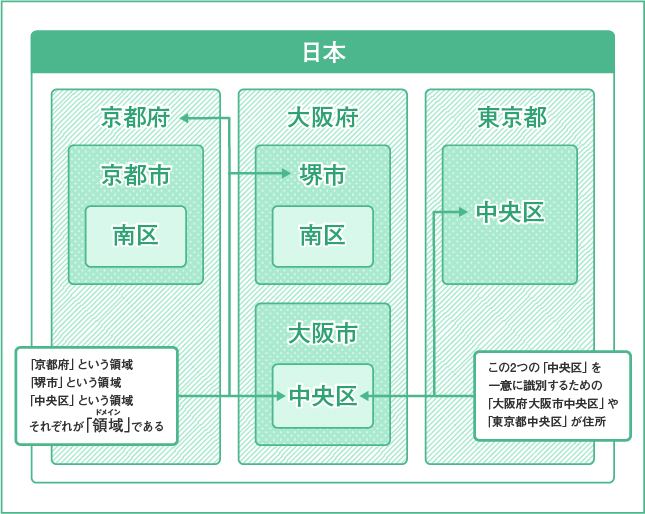 日本
京都府
京都市
南区
大阪府
堺市
南区
大阪市
中央区
東京都
中央区
「京都府」という領域
「堺市」という領域
「中央区」という領域
ドメイン
それぞれが「領域」である
この2つの「中央区」を
一意に識別するための
「大阪府大阪市中央区」や
「東京都中央区」が住所